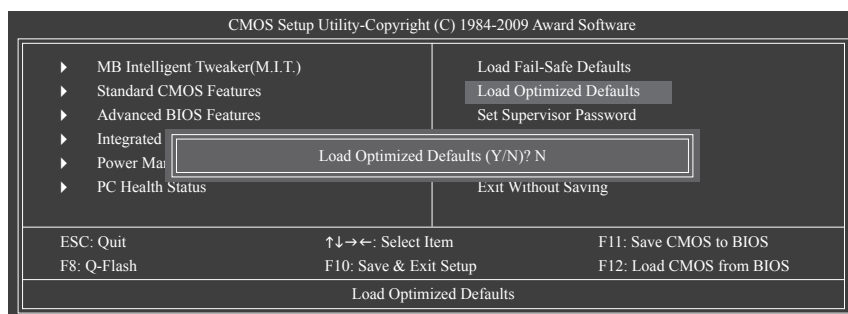 CMOS Setup Utility-Copyright (C) 1984-2009 Award Software
MB Intelligent Tweaker(M.I.T.)
Standard CMOS Features
Advanced BIOS Features
Integrated
Power Ma
PC Health Status
Load Fail-Safe Defaults
Load Optimized Defaults
Set Supervisor Password
Exit Without Saving
Load Optimized Defaults (Y/N)? N
ESC: Quit ↑↓→←: Select Item F11: Save CMOS to BIOS
F8: Q-Flash F10: Save & Exit Setup F12: Load CMOS from BIOS
Load Optimized Defaults